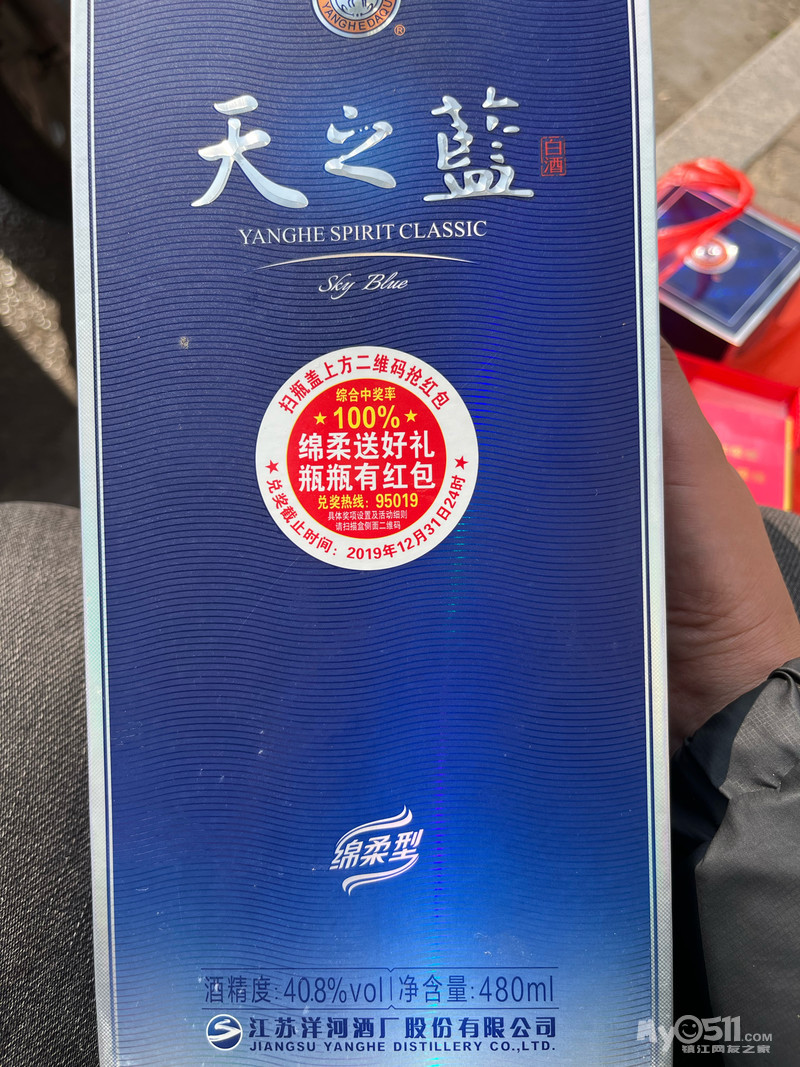 YANGHEDAQU
®
天之藍
白酒
YANGHE SPIRIT CLASSIC
Sky Blue
扫瓶盖上方二维码抢红包
综合中奖率
★100%★
绵柔送好礼
瓶瓶有红包
兑奖热线：95019
具体奖项设置及活动细则
请扫描盒侧面二维码
★兑奖截止时间：2019年12月31日24时★
绵柔型
酒精度:40.8%vol|净含量:480ml
江苏洋河酒厂股份有限公司
JIANGSU YANGHE DISTILLERY CO.,LTD.
My0511.COM
镇江网友之家